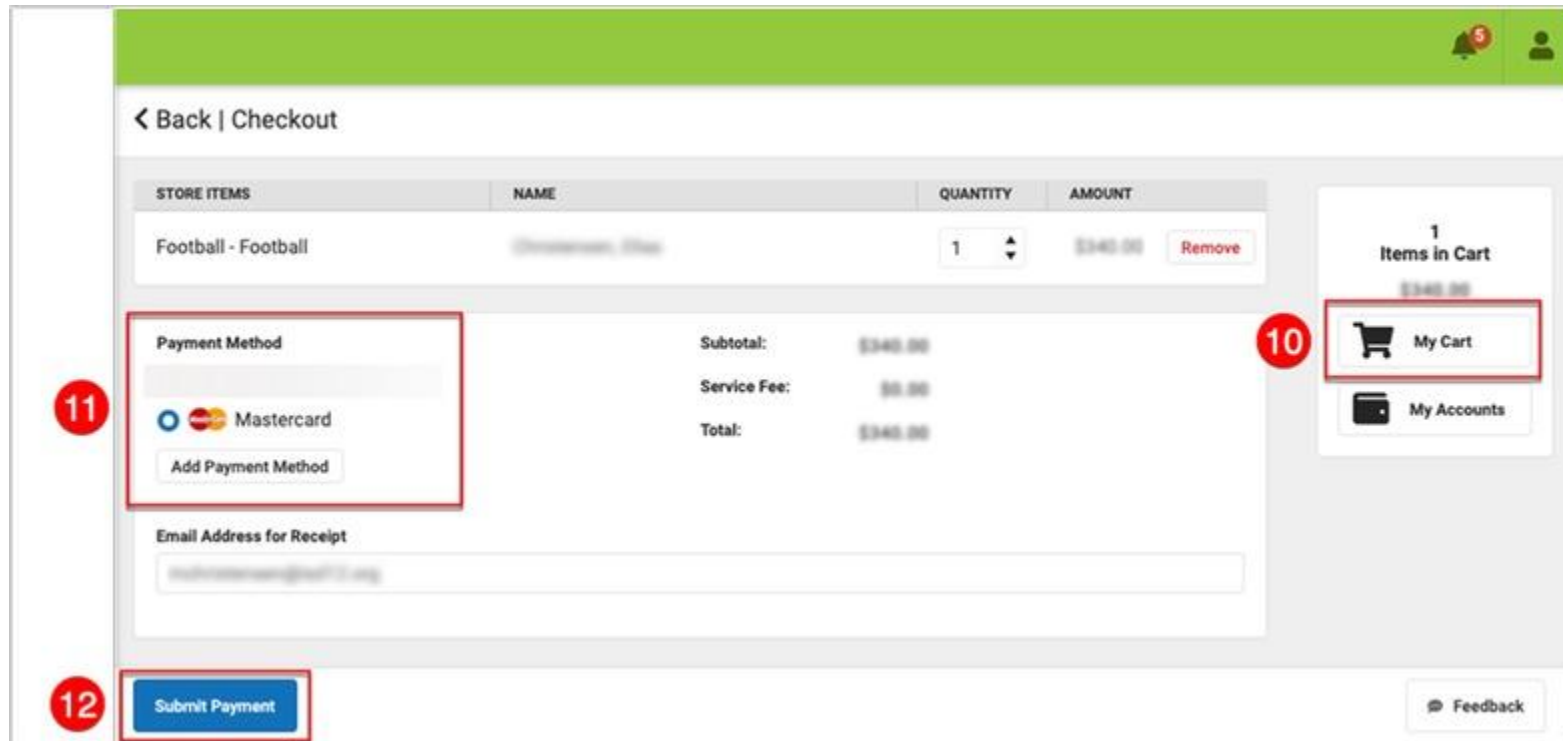 5
Back | Checkout
STORE ITEMS NAME QUANTITY AMOUNT
Football - Football 1 Remove
1
Items in Cart
10 My Cart
My Accounts
Payment Method
11 Mastercard
Add Payment Method
Subtotal:
Service Fee:
Total:
Email Address for Receipt
12 Submit Payment
Feedback